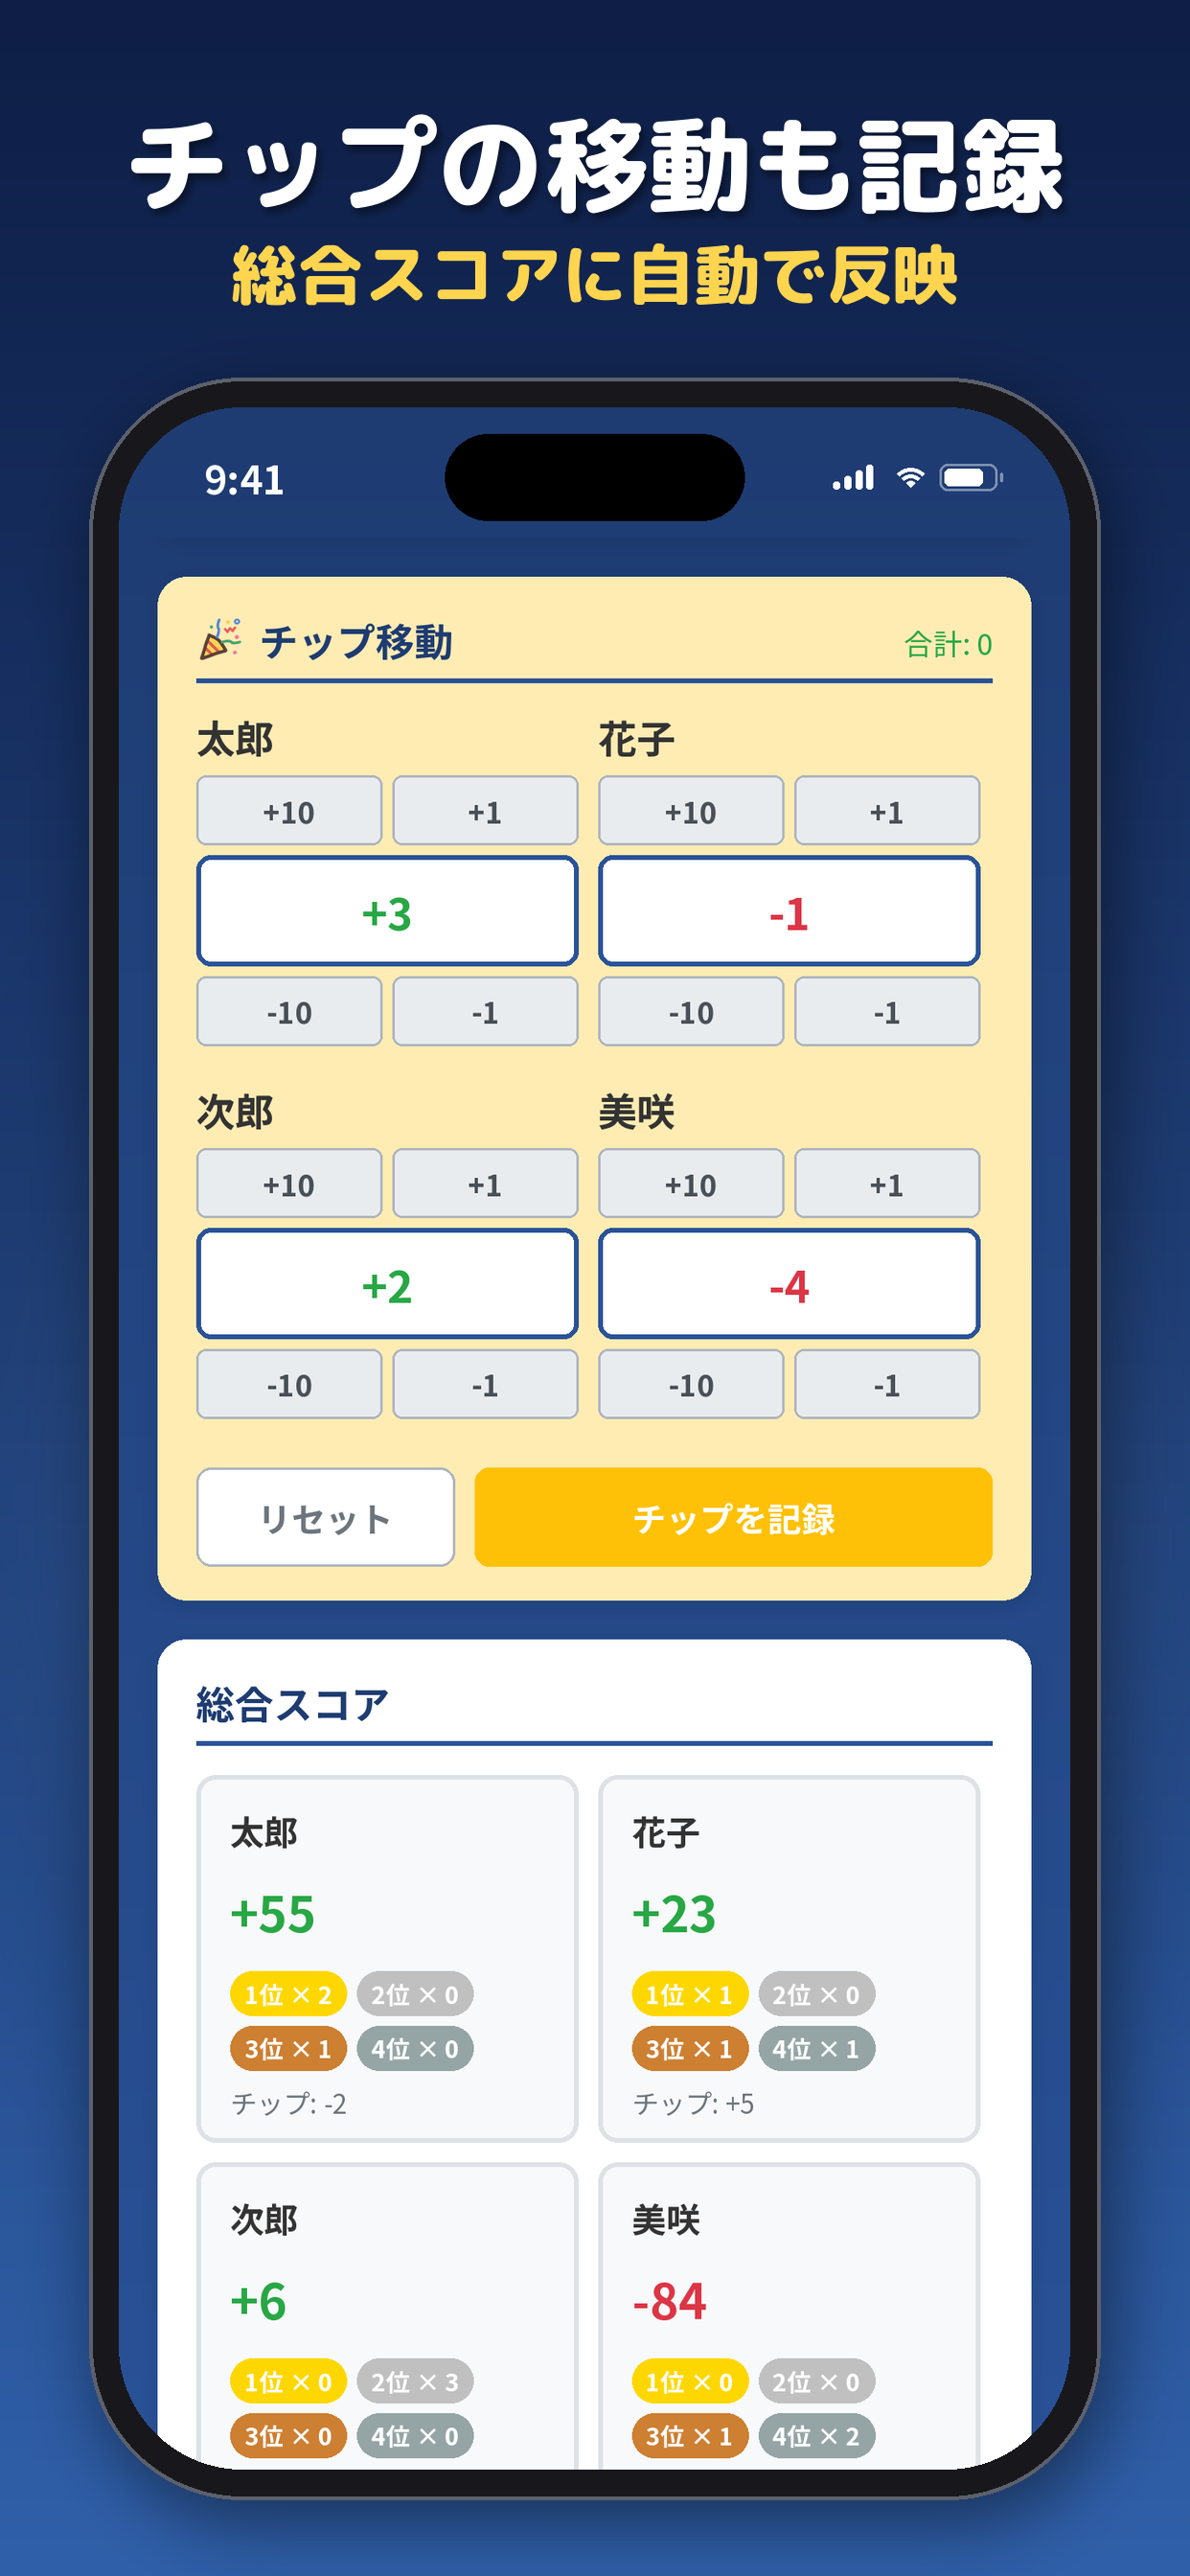 チップの移動も記録
総合スコアに自動で反映
9:41
チップ移動
合計: 0
太郎 花子
+10 +1 +10 +1
+3 -1
-10 -1 -10 -1
次郎 美咲
+10 +1 +10 +1
+2 -4
-10 -1 -10 -1
リセット チップを記録
総合スコア
太郎 花子
+55 +23
1位 × 2 2位 × 0 1位 × 1 2位 × 0
3位 × 1 4位 × 0 3位 × 1 4位 × 1
チップ: -2 チップ: +5
次郎 美咲
+6 -84
1位 × 0 2位 × 3 1位 × 0 2位 × 0
3位 × 0 4位 × 0 3位 × 1 4位 × 2